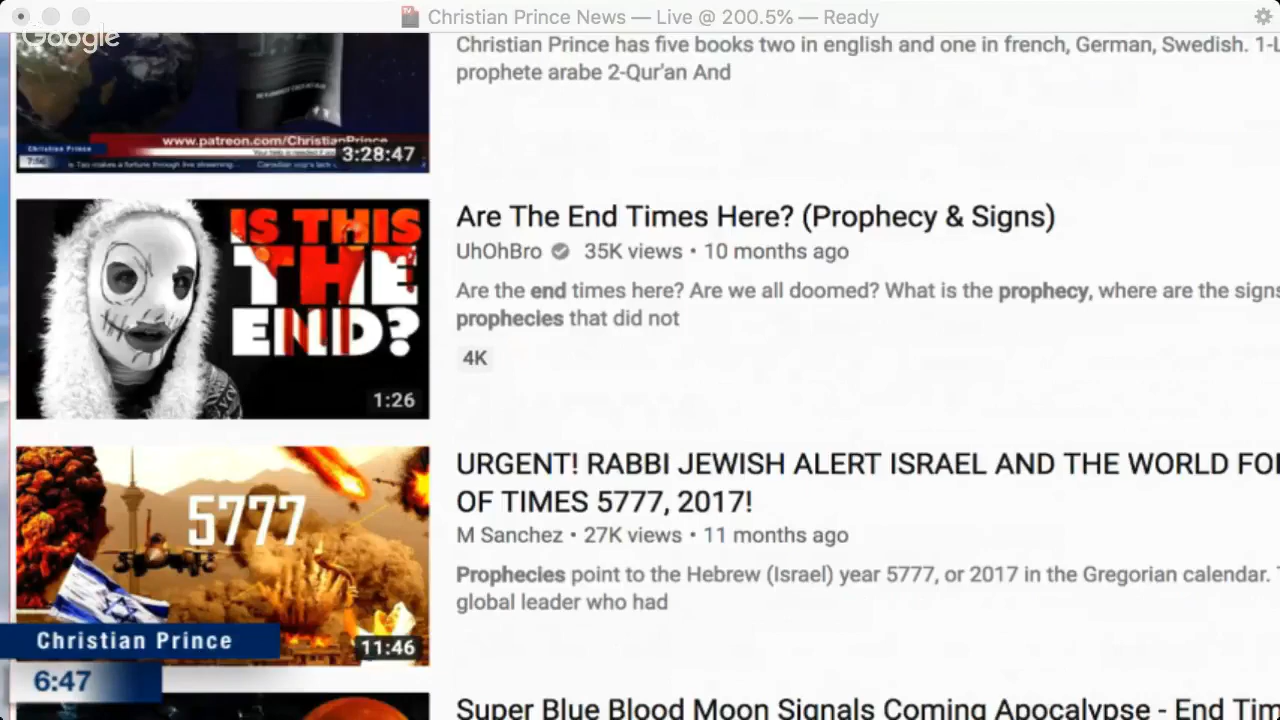 Christian Prince News — Live @ 200.5% — Ready
Google
Christian Prince has five books two in english and one in french, German, Swedish. 1-
prophete arabe 2-Qur'an And
www.patreon.com/ChristianPrince
Christian Prince
3:28:47
IS THIS
THE
END?
1:26
Are The End Times Here? (Prophecy & Signs)
UhOhBro 35K views • 10 months ago
Are the end times here? Are we all doomed? What is the prophecy, where are the signs
prophecies that did not
4K
5777
11:46
URGENT! RABBI JEWISH ALERT ISRAEL AND THE WORLD
OF TIMES 5777, 2017!
M Sanchez • 27K views • 11 months ago
Prophecies point to the Hebrew (Israel) year 5777, or 2017 in the Gregorian calendar.
global leader who had
Christian Prince
6:47
Super Blue Blood Moon Signals Coming Apocalypse - End